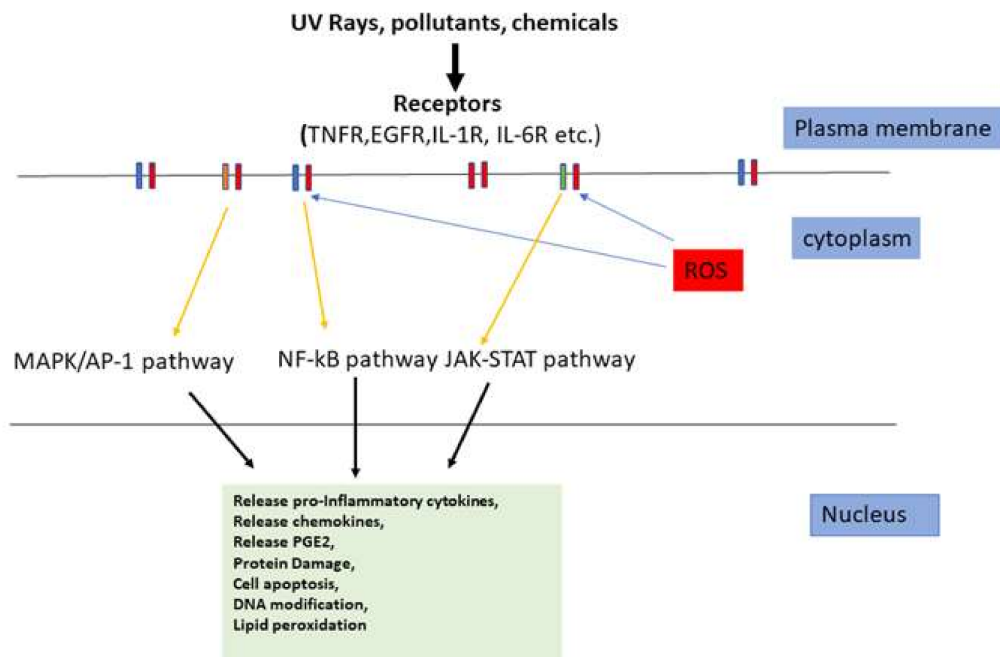 UV Rays, pollutants, chemicals
Receptors
(TNFR,EGFR,IL-1R, IL-6R etc.)
Plasma membrane
cytoplasm
ROS
MAPK/AP-1 pathway
NF-kB pathway JAK-STAT pathway
Release pro-Inflammatory cytokines,
Release chemokines,
Release PGE2,
Protein Damage,
Cell apoptosis,
DNA modification,
Lipid peroxidation
Nucleus